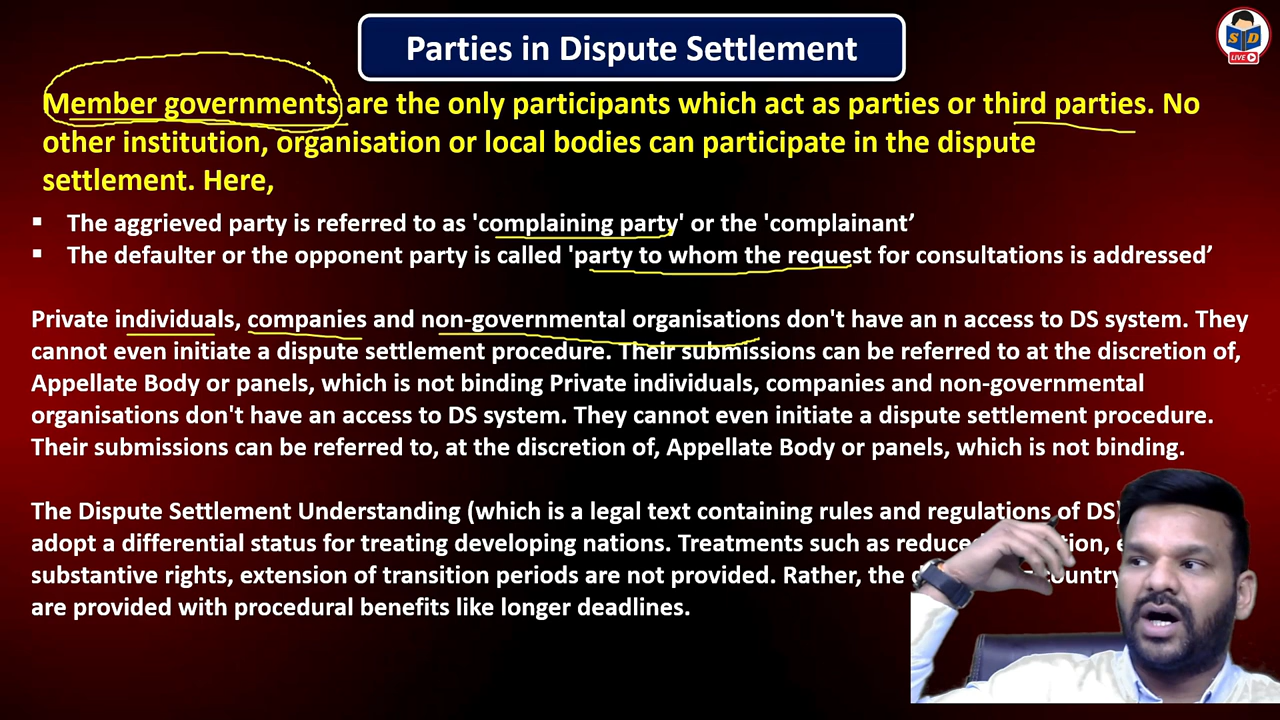 Parties in Dispute Settlement
S D
LIVE
Member governments are the only participants which act as parties or third parties. No
other institution, organisation or local bodies can participate in the dispute
settlement. Here,
▪ The aggrieved party is referred to as 'complaining party' or the 'complainant’
▪ The defaulter or the opponent party is called 'party to whom the request for consultations is addressed’
Private individuals, companies and non-governmental organisations don't have an n access to DS system. They
cannot even initiate a dispute settlement procedure. Their submissions can be referred to at the discretion of,
Appellate Body or panels, which is not binding Private individuals, companies and non-governmental
organisations don't have an access to DS system. They cannot even initiate a dispute settlement procedure.
Their submissions can be referred to, at the discretion of, Appellate Body or panels, which is not binding.
The Dispute Settlement Understanding (which is a legal text containing rules and regulations of DS)
adopt a differential status for treating developing nations. Treatments such as reduced
substantive rights, extension of transition periods are not provided. Rather, the country
are provided with procedural benefits like longer deadlines.